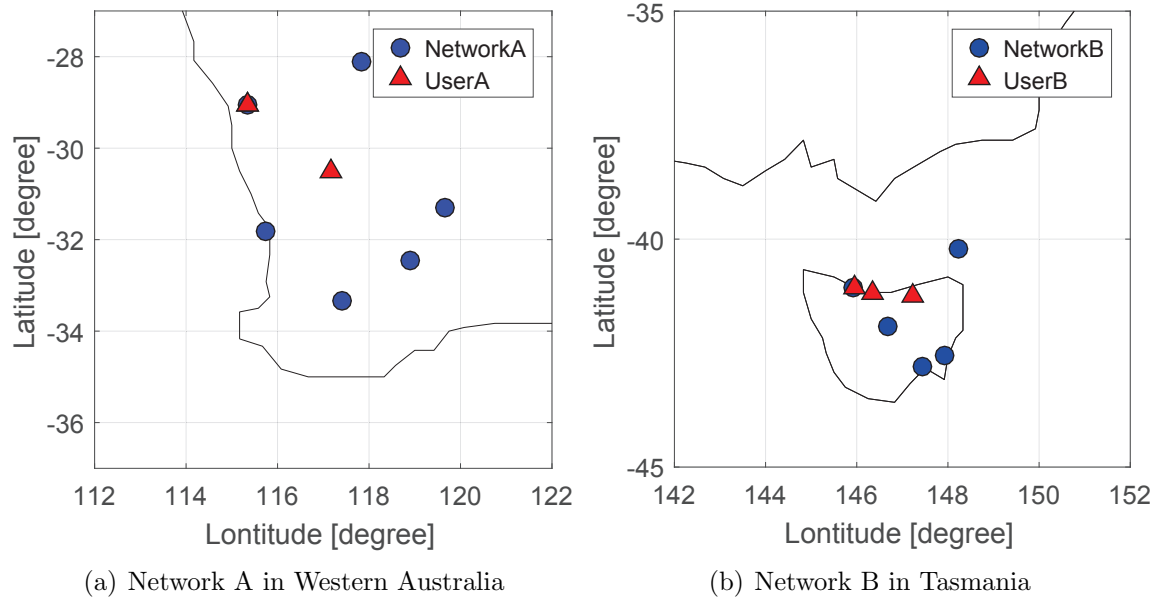 -28
-30
-32
-34
-36
112 114 116 118 120 122
Latitude [degree]
Lontitude [degree]
NetworkA
UserA
(a) Network A in Western Australia
-35
-40
-45
142 144 146 148 150 152
Latitude [degree]
Lontitude [degree]
NetworkB
UserB
(b) Network B in Tasmania